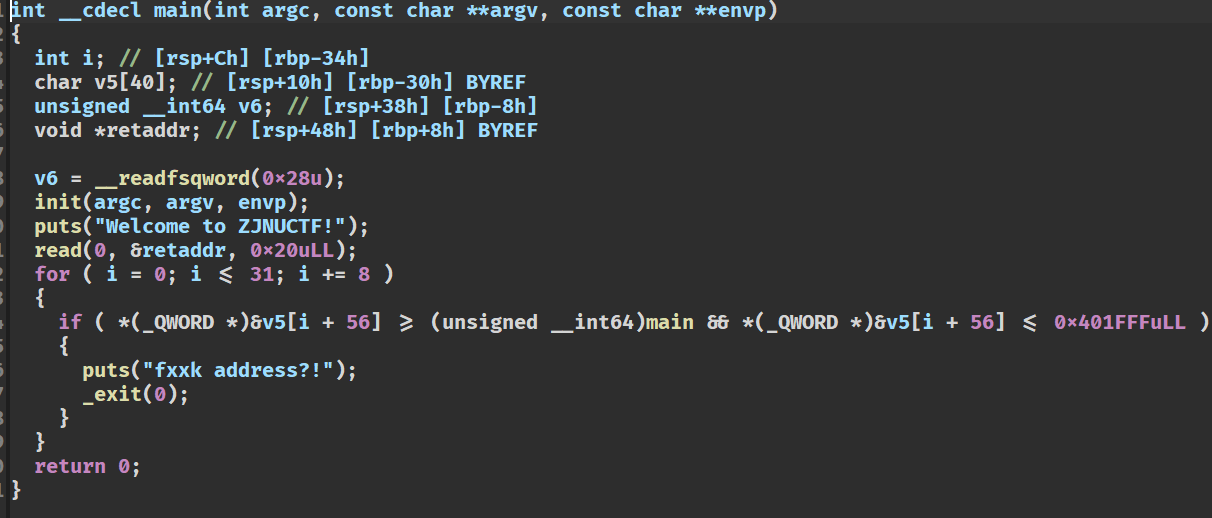 int __cdecl main(int argc, const char **argv, const char **envp)
{
  int i; // [rsp+Ch] [rbp-34h]
  char v5[40]; // [rsp+10h] [rbp-30h] BYREF
  unsigned __int64 v6; // [rsp+38h] [rbp-8h]
  void *retaddr; // [rsp+48h] [rbp+8h] BYREF

  v6 = __readfsqword(0x28u);
  init(argc, argv, envp);
  puts("Welcome to ZJNUCTF!");
  read(0, &retaddr, 0x20uLL);
  for ( i = 0; i <= 31; i += 8 )
  {
    if ( *(_QWORD *)&v5[i + 56] >= (unsigned __int64)main && *(_QWORD *)&v5[i + 56] <= 0x401FFFuLL )
    {
      puts("fxxk address?!");
      _exit(0);
    }
  }
  return 0;
}